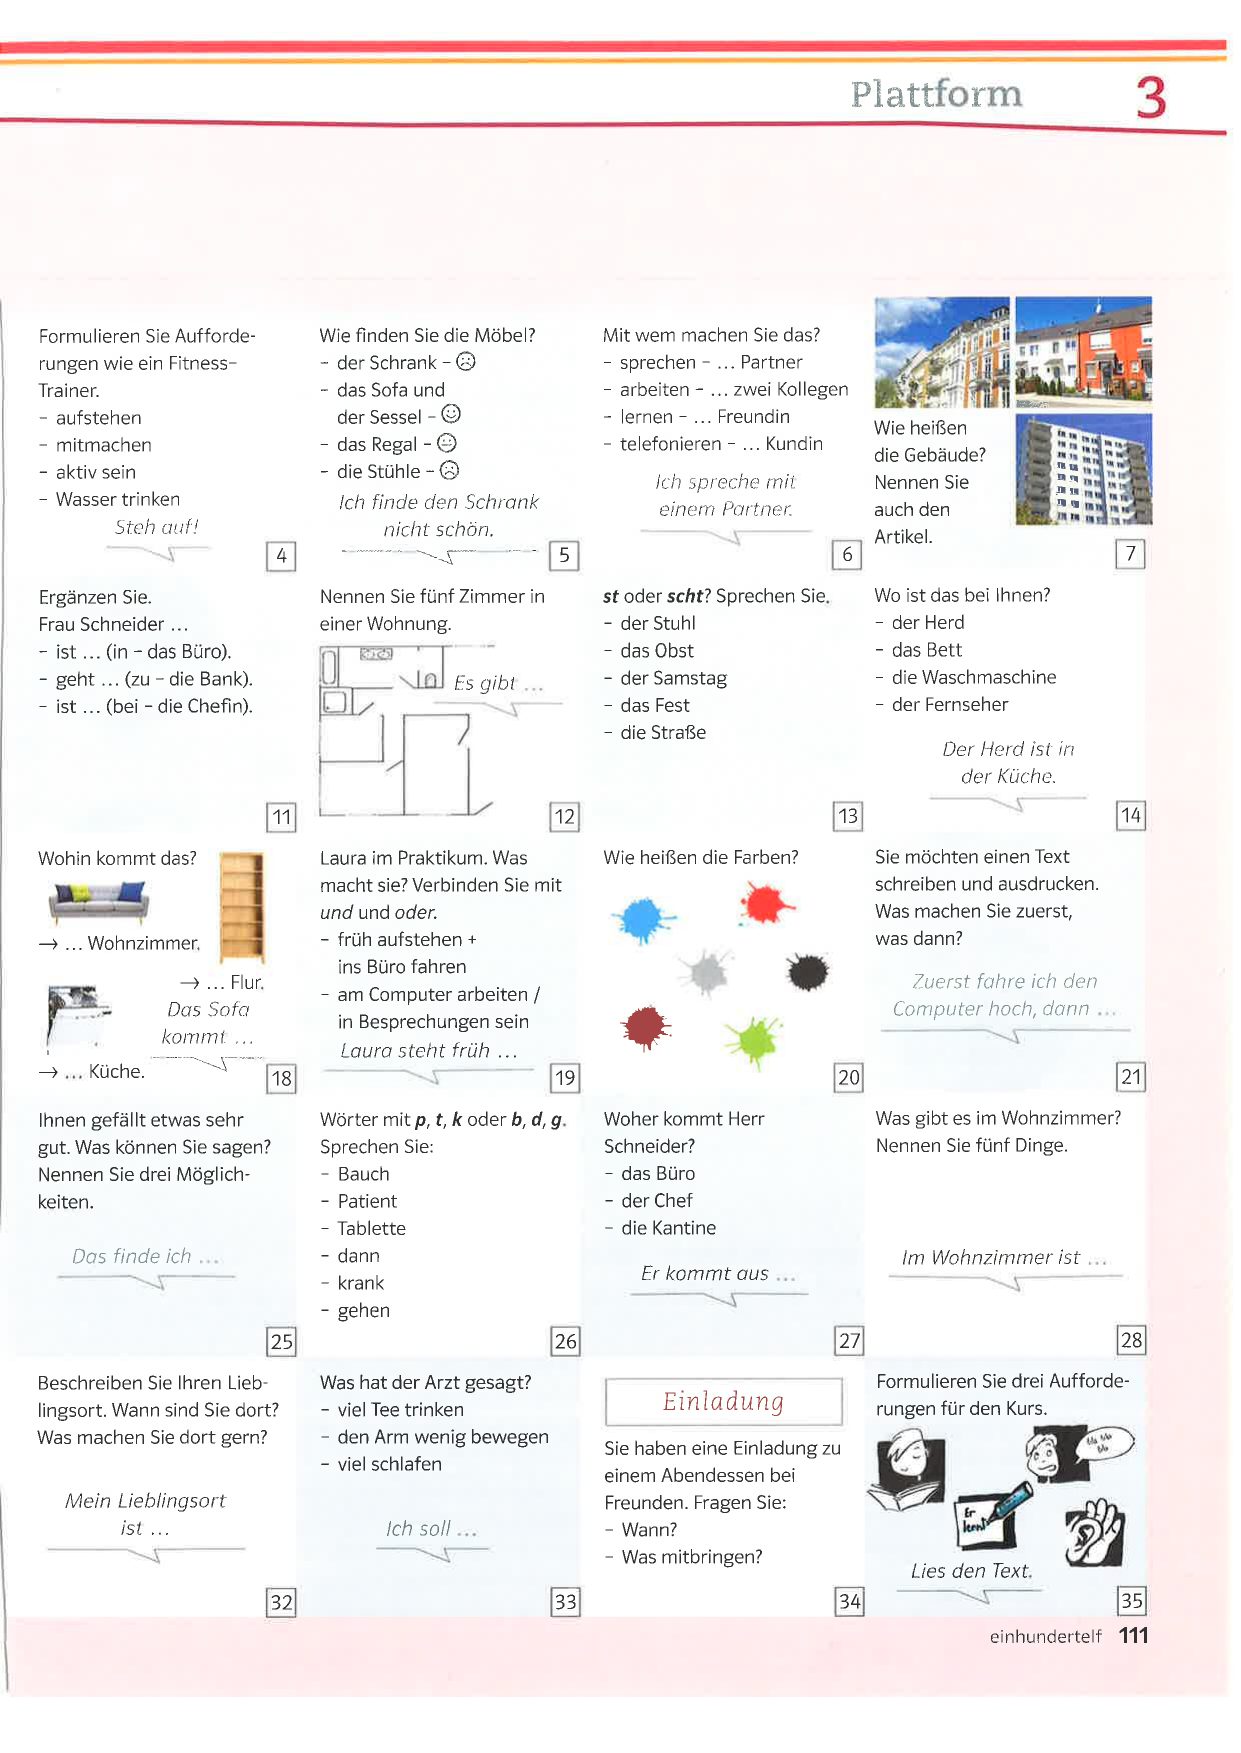 Plattform 3
Formulieren Sie Aufforde-
rungen wie ein Fitness-
Trainer.
- aufstehen
- mitmachen
- aktiv sein
- Wasser trinken
Steh auf!
4
Wie finden Sie die Möbel?
- der Schrank - ☹
- das Sofa und
der Sessel - ☺
- das Regal - 😐
- die Stühle - ☹
Ich finde den Schrank
nicht schön.
5
Mit wem machen Sie das?
- sprechen - ... Partner
- arbeiten - ... zwei Kollegen
- lernen - ... Freundin
- telefonieren - ... Kundin
Ich spreche mit
einem Partner.
6
Wie heißen
die Gebäude?
Nennen Sie
auch den
Artikel.
7
Ergänzen Sie.
Frau Schneider ...
- ist ... (in - das Büro).
- geht ... (zu - die Bank).
- ist ... (bei - die Chefin).
11
Nennen Sie fünf Zimmer in
einer Wohnung.
Es gibt ...
12
st oder scht? Sprechen Sie.
- der Stuhl
- das Obst
- der Samstag
- das Fest
- die Straße
13
Wo ist das bei Ihnen?
- der Herd
- das Bett
- die Waschmaschine
- der Fernseher
Der Herd ist in
der Küche.
14
Wohin kommt das?
→ ... Wohnzimmer.
→ ... Flur.
Das Sofa
kommt ...
→ ... Küche.
18
Laura im Praktikum. Was
macht sie? Verbinden Sie mit
und und oder.
- früh aufstehen +
ins Büro fahren
- am Computer arbeiten /
in Besprechungen sein
Laura steht früh ...
19
Wie heißen die Farben?
20
Sie möchten einen Text
schreiben und ausdrucken.
Was machen Sie zuerst,
was dann?
Zuerst fahre ich den
Computer hoch, dann ...
21
Ihnen gefällt etwas sehr
gut. Was können Sie sagen?
Nennen Sie drei Möglich-
keiten.
Das finde ich ...
25
Wörter mit p, t, k oder b, d, g.
Sprechen Sie:
- Bauch
- Patient
- Tablette
- dann
- krank
- gehen
26
Woher kommt Herr
Schneider?
- das Büro
- der Chef
- die Kantine
Er kommt aus ...
27
Was gibt es im Wohnzimmer?
Nennen Sie fünf Dinge.
Im Wohnzimmer ist ...
28
Beschreiben Sie Ihren Lieb-
lingsort. Wann sind Sie dort?
Was machen Sie dort gern?
Mein Lieblingsort
ist ...
32
Was hat der Arzt gesagt?
- viel Tee trinken
- den Arm wenig bewegen
- viel schlafen
Ich soll ...
33
Einladung
Sie haben eine Einladung zu
einem Abendessen bei
Freunden. Fragen Sie:
- Wann?
- Was mitbringen?
34
Formulieren Sie drei Aufforde-
rungen für den Kurs.
bla bla
bla
Er
lernt
Lies den Text.
35
einhundertelf 111